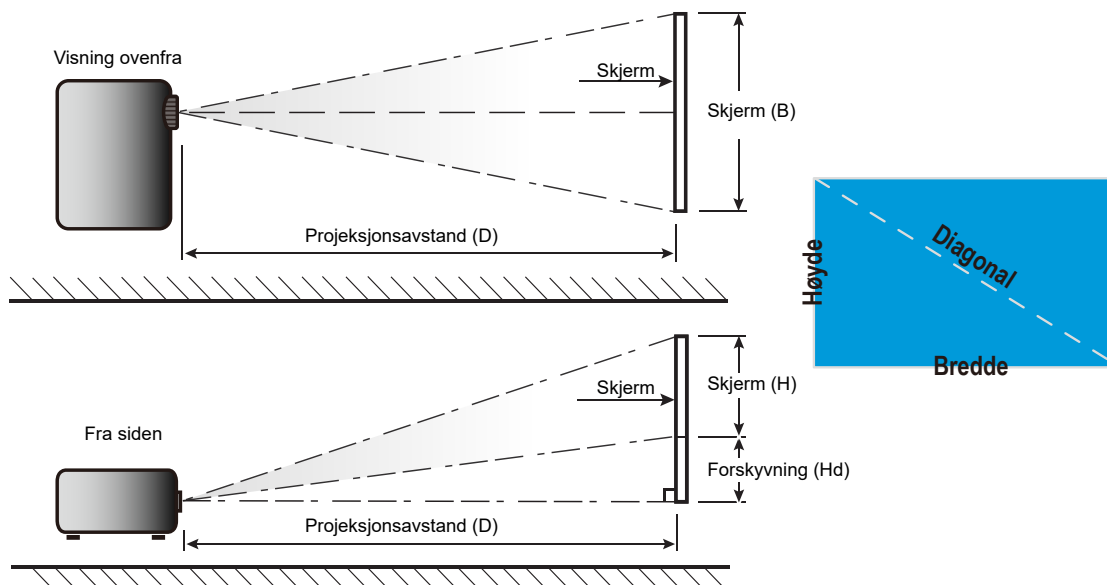 Visning ovenfra
Skjerm
Skjerm (B)
Projeksjonsavstand (D)
Høyde
Diagonal
Bredde
Skjerm
Skjerm (H)
Fra siden
Forskyvning (Hd)
Projeksjonsavstand (D)